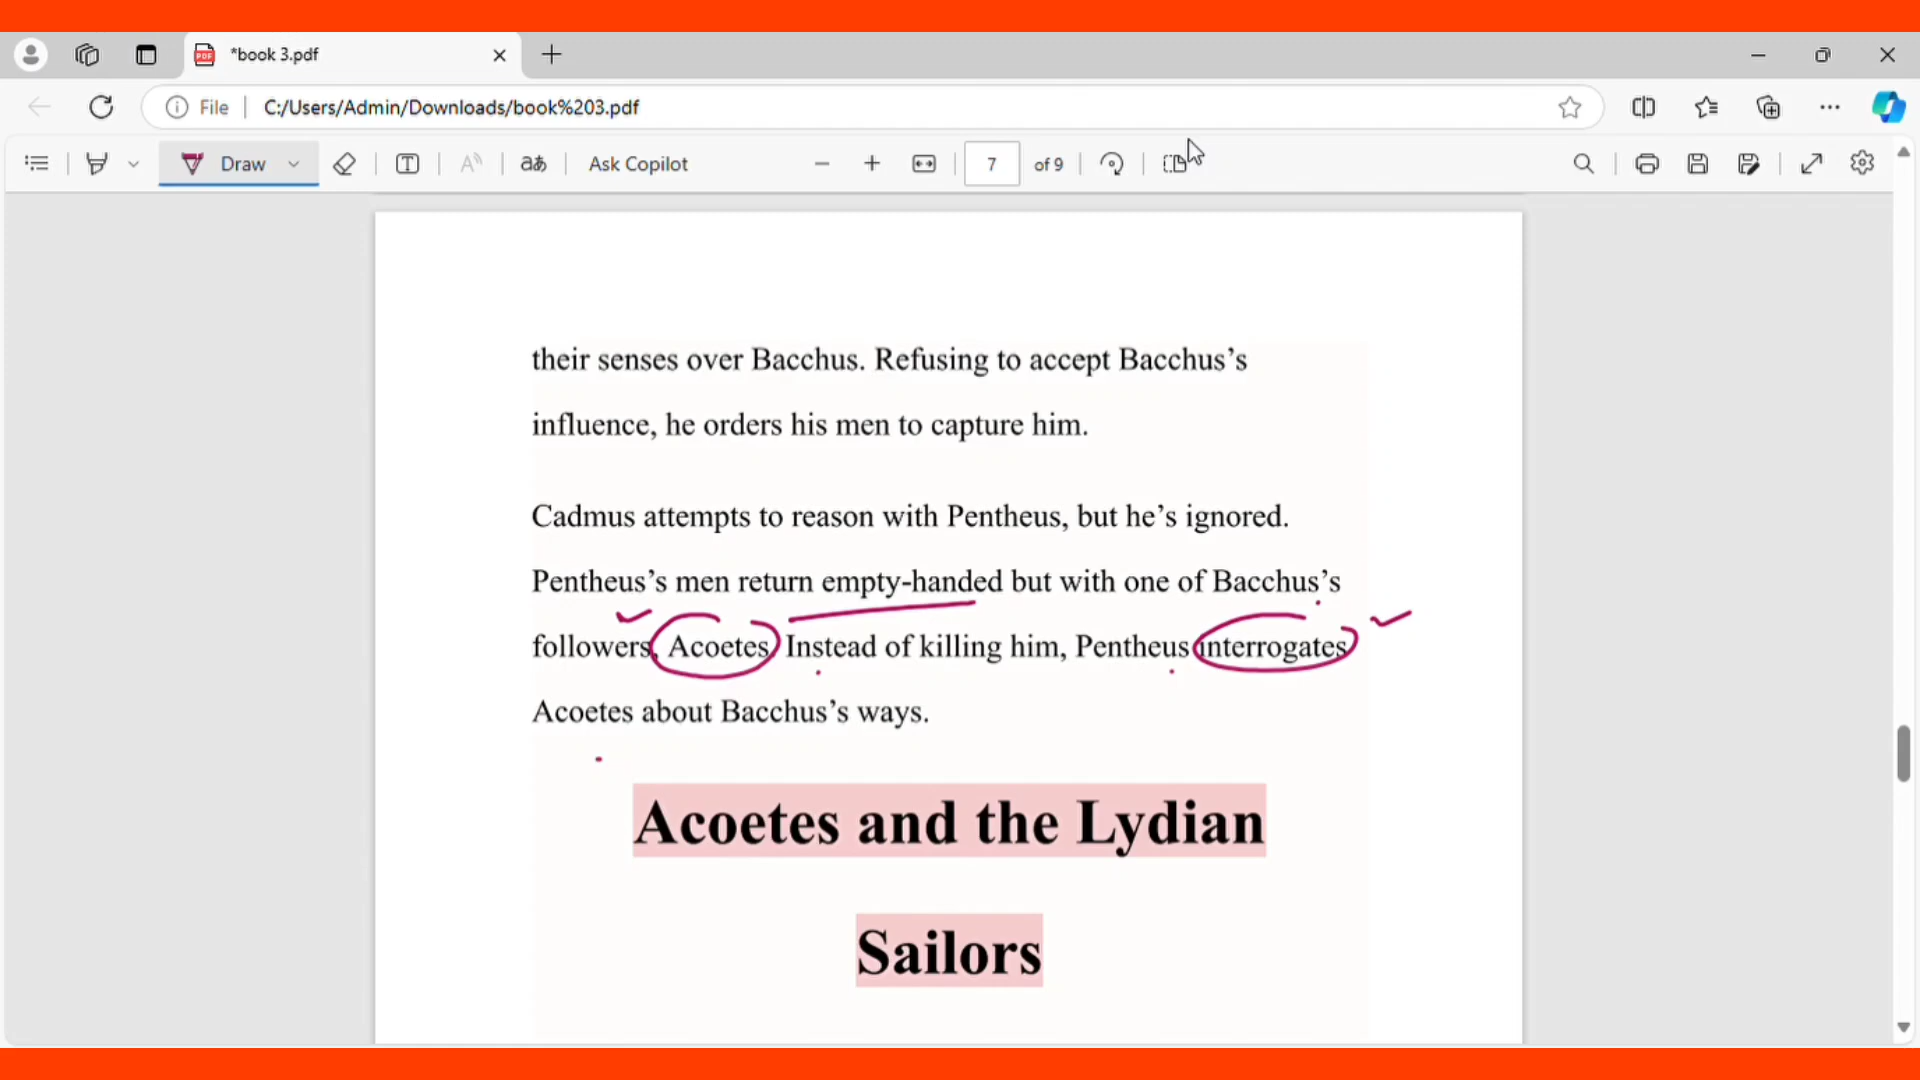 *book 3.pdf
File
C:/Users/Admin/Downloads/book%203.pdf
Draw
aあ
Ask Copilot
7
of 9
their senses over Bacchus. Refusing to accept Bacchus’s
influence, he orders his men to capture him.
Cadmus attempts to reason with Pentheus, but he’s ignored.
Pentheus’s men return empty-handed but with one of Bacchus’s
followers, Acoetes. Instead of killing him, Pentheus interrogates
Acoetes about Bacchus’s ways.
Acoetes and the Lydian
Sailors